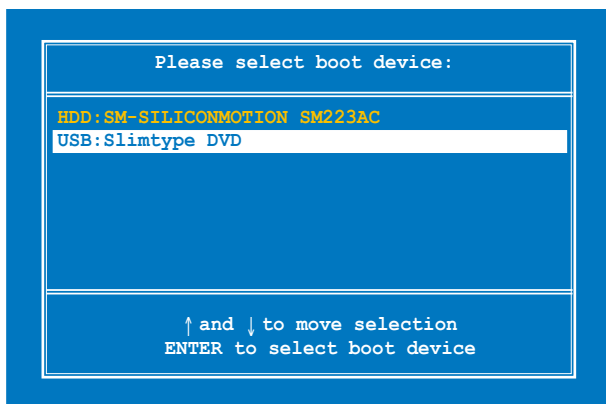 Please select boot device:
HDD:SM-SILICONMOTION SM223AC
USB:Slimtype DVD
↑ and ↓ to move selection
ENTER to select boot device